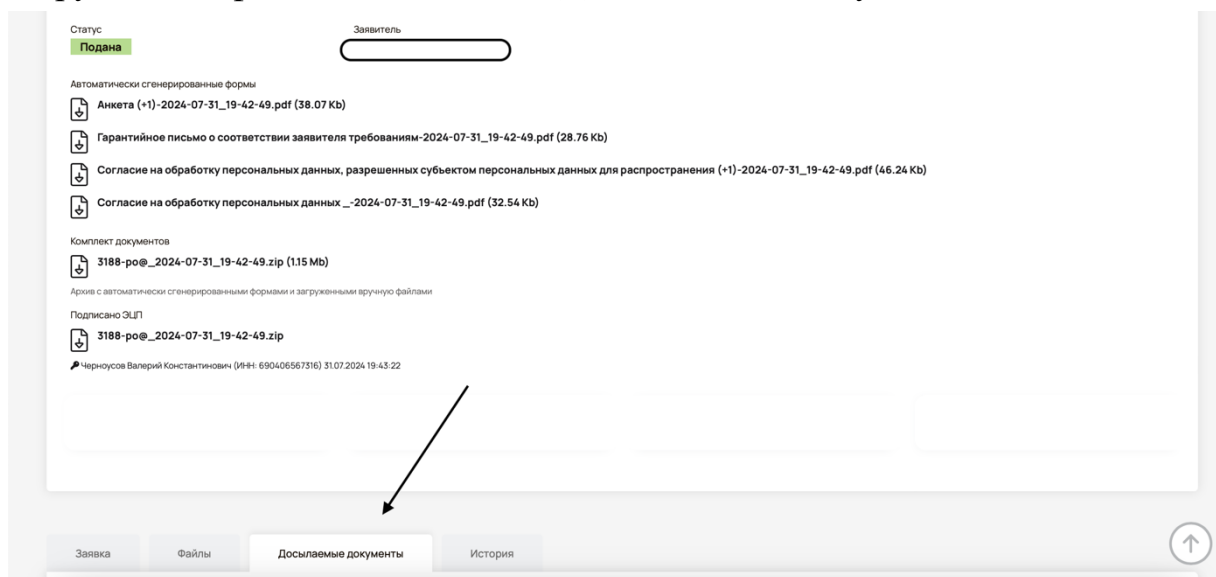 Статус
Заявитель
Подана
Автоматически сгенерированные формы
Анкета (+1)-2024-07-31_19-42-49.pdf (38.07 Kb)
Гарантийное письмо о соответствии заявителя требованиям-2024-07-31_19-42-49.pdf (28.76 Kb)
Согласие на обработку персональных данных, разрешенных субъектом персональных данных для распространения (+1)-2024-07-31_19-42-49.pdf (46.24 Kb)
Согласие на обработку персональных данных _-2024-07-31_19-42-49.pdf (32.54 Kb)
Комплект документов
3188-ро@_2024-07-31_19-42-49.zip (1.15 Mb)
Архив с автоматически сгенерированными формами и загруженными вручную файлами
Подписано ЭЦП
3188-ро@_2024-07-31_19-42-49.zip
Черноусов Валерий Константинович (ИНН: 690406567316) 31.07.2024 19:43:22
Заявка
Файлы
Досылаемые документы
История